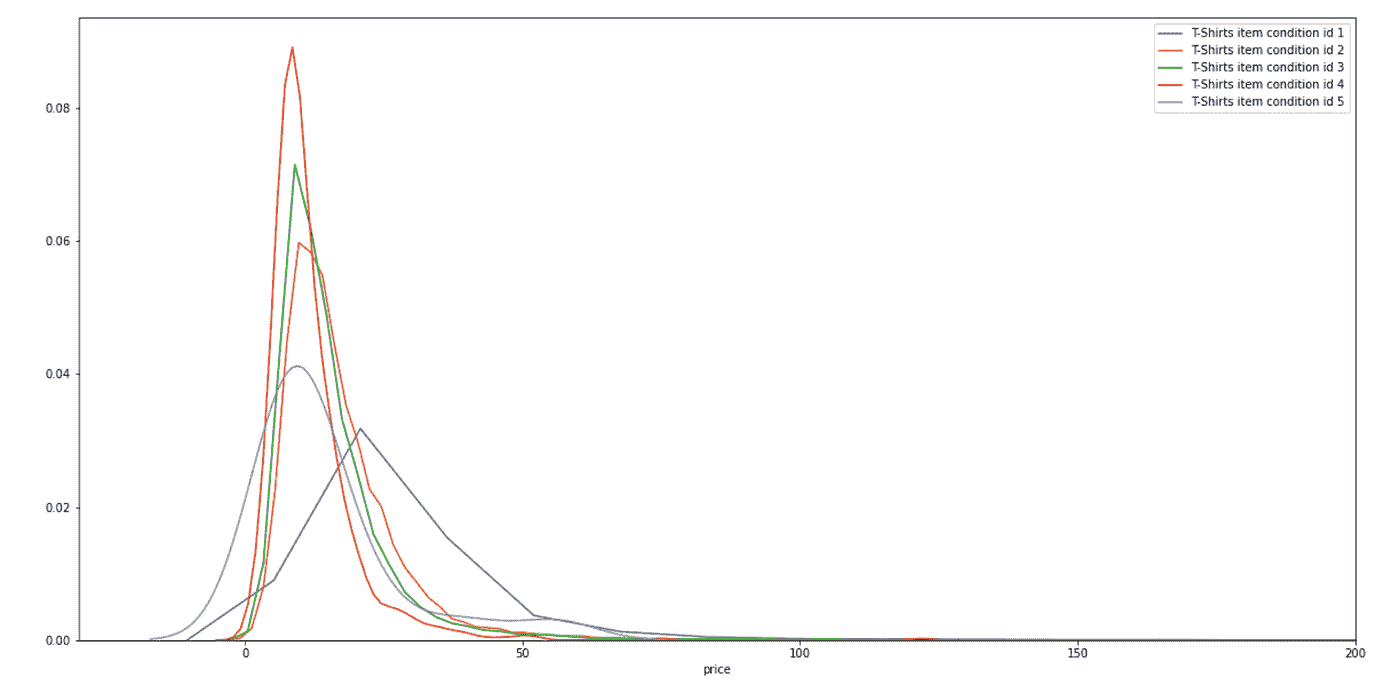 T-Shirts item condition id 1
T-Shirts item condition id 2
T-Shirts item condition id 3
T-Shirts item condition id 4
T-Shirts item condition id 5
0.08
0.06
0.04
0.02
0.00
0 50 100 150 200
price